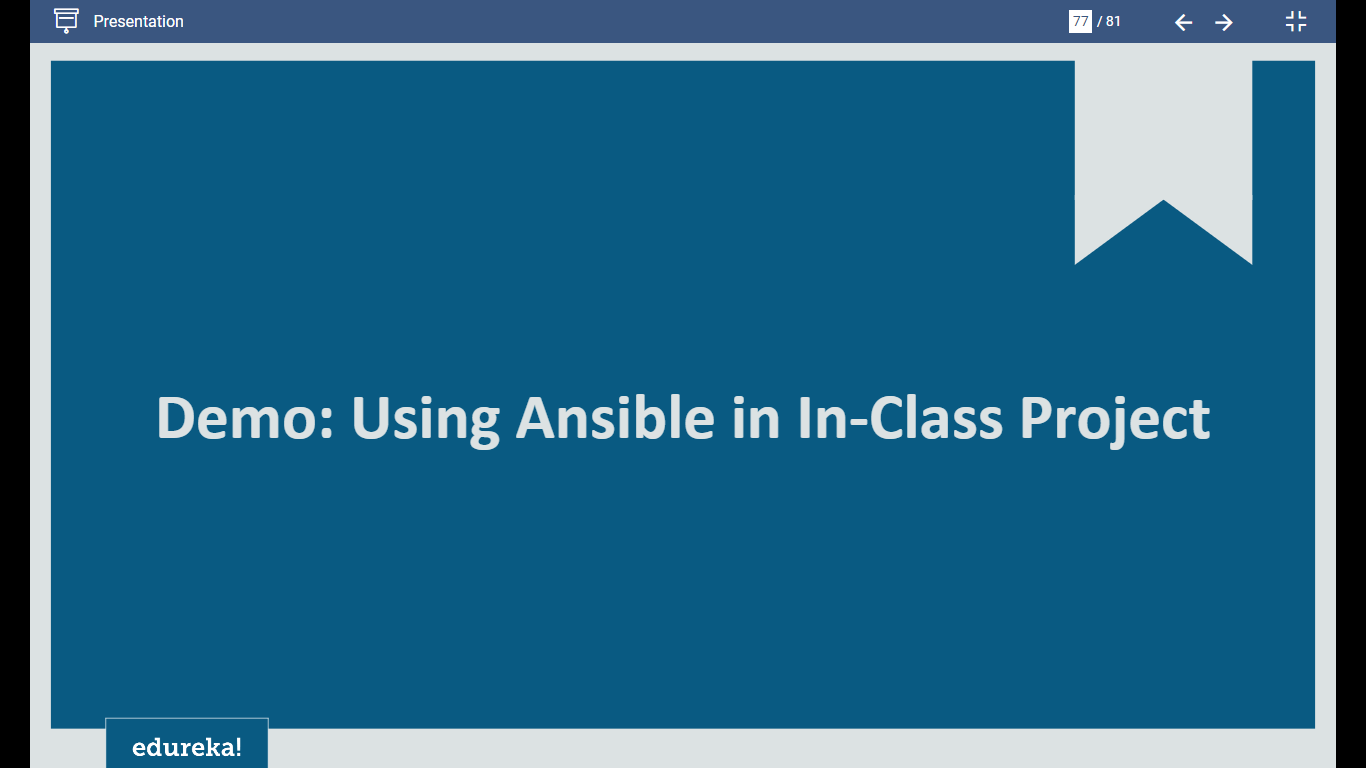 Presentation
77 / 81
Demo: Using Ansible in In-Class Project
edureka!